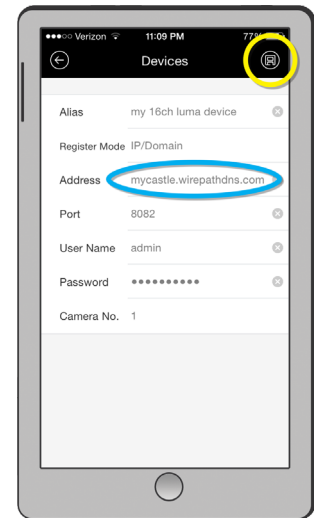 Verizon 11:09 PM 77%
Devices
Alias my 16ch luma device
Register Mode IP/Domain
Address mycastle.wirepathdns.com
Port 8082
User Name admin
Password ●●●●●●●●●●
Camera No. 1